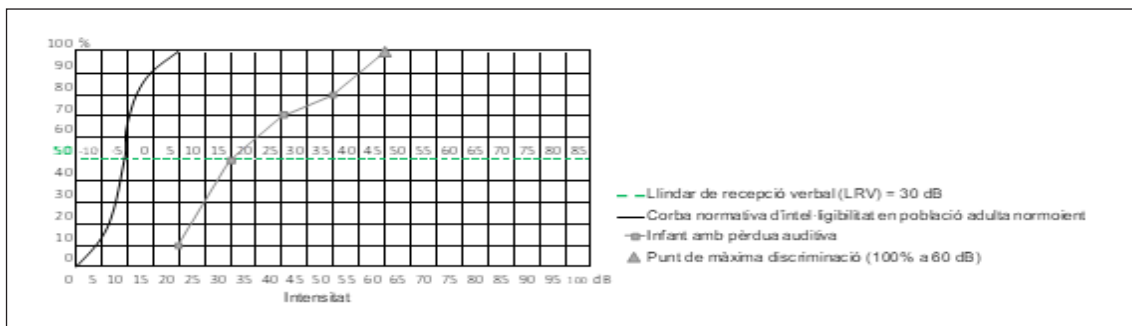 100 %
90
80
70
60
50 -10 -5 0 5 10 15 20 25 30 35 40 45 50 55 60 65 70 75 80 85
40
30
20
10
0
0 5 10 15 20 25 30 35 40 45 50 55 60 65 70 75 80 85 90 95 100 dB
Intensitat
Llindar de recepció verbal (LRV) = 30 dB
Corba normativa d'intel·ligibilitat en població adulta normoient
Infant amb pèrdua auditiva
Punt de màxima discriminació (100% a 60 dB)